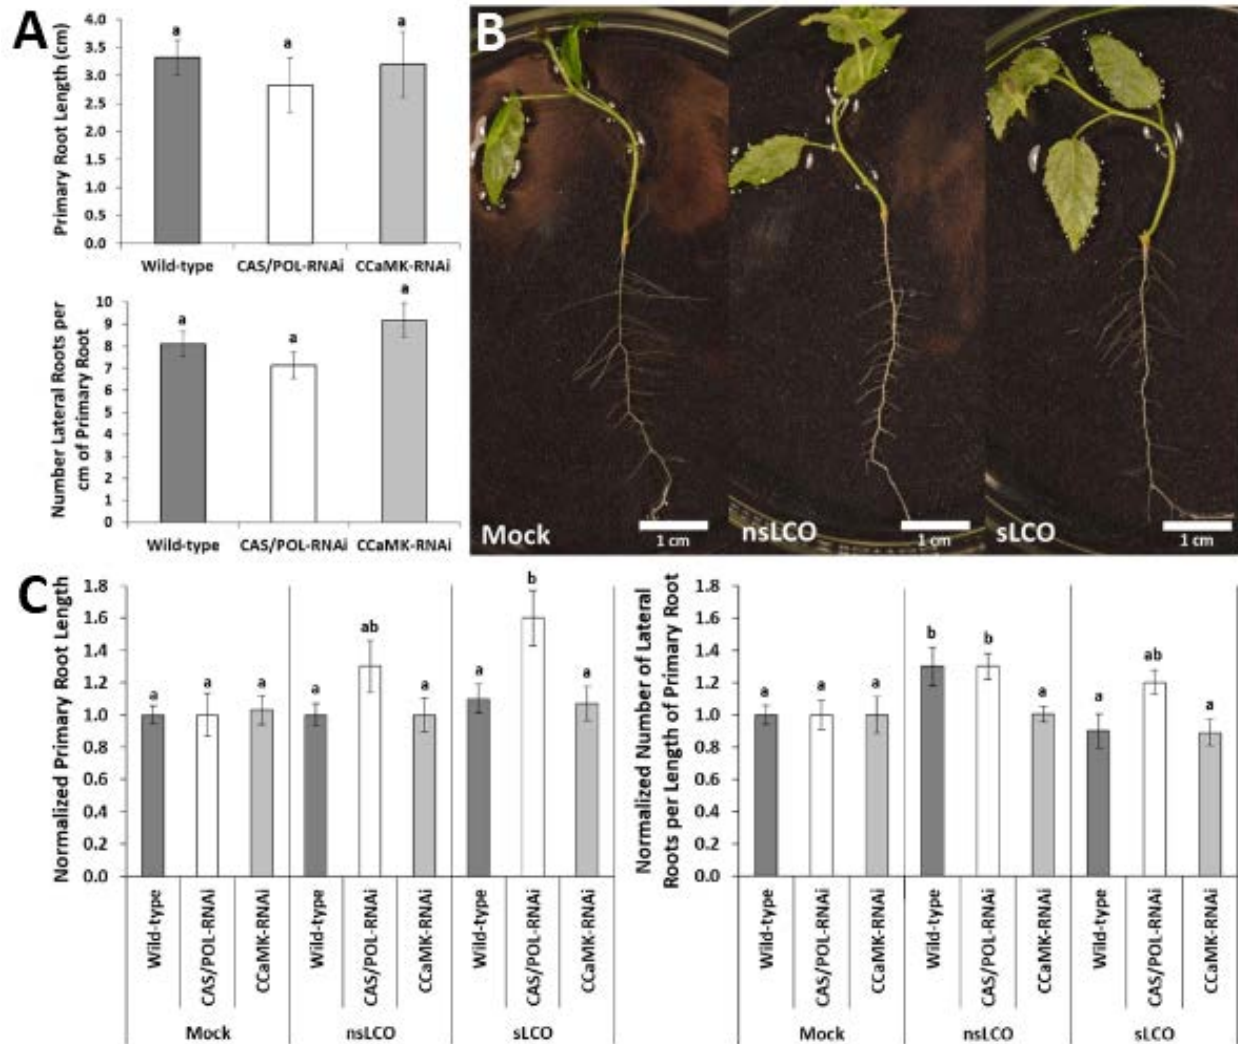 A
Primary Root Length (cm)
4.0
3.5
3.0
2.5
2.0
1.5
1.0
0.5
0.0
a
a
a
Wild-type CAS/POL-RNAi CCaMK-RNAi
Number Lateral Roots per
cm of Primary Root
10
9
8
7
6
5
4
3
2
1
0
a
a
a
Wild-type CAS/POL-RNAi CCaMK-RNAi
B
Mock
1 cm
nsLCO
1 cm
sLCO
1 cm
C
Normalized Primary Root Length
1.8
1.6
1.4
1.2
1.0
0.8
0.6
0.4
0.2
0.0
a
a
a
a
ab
a
a
b
a
Wild-type
CAS/POL-RNAi
CCaMK-RNAi
Wild-type
CAS/POL-RNAi
CCaMK-RNAi
Wild-type
CAS/POL-RNAi
CCaMK-RNAi
Mock
nsLCO
sLCO
Normalized Number of Lateral
Roots per Length of Primary Root
1.8
1.6
1.4
1.2
1.0
0.8
0.6
0.4
0.2
0.0
a
a
a
b
b
a
a
ab
a
Wild-type
CAS/POL-RNAi
CCaMK-RNAi
Wild-type
CAS/POL-RNAi
CCaMK-RNAi
Wild-type
CAS/POL-RNAi
CCaMK-RNAi
Mock
nsLCO
sLCO